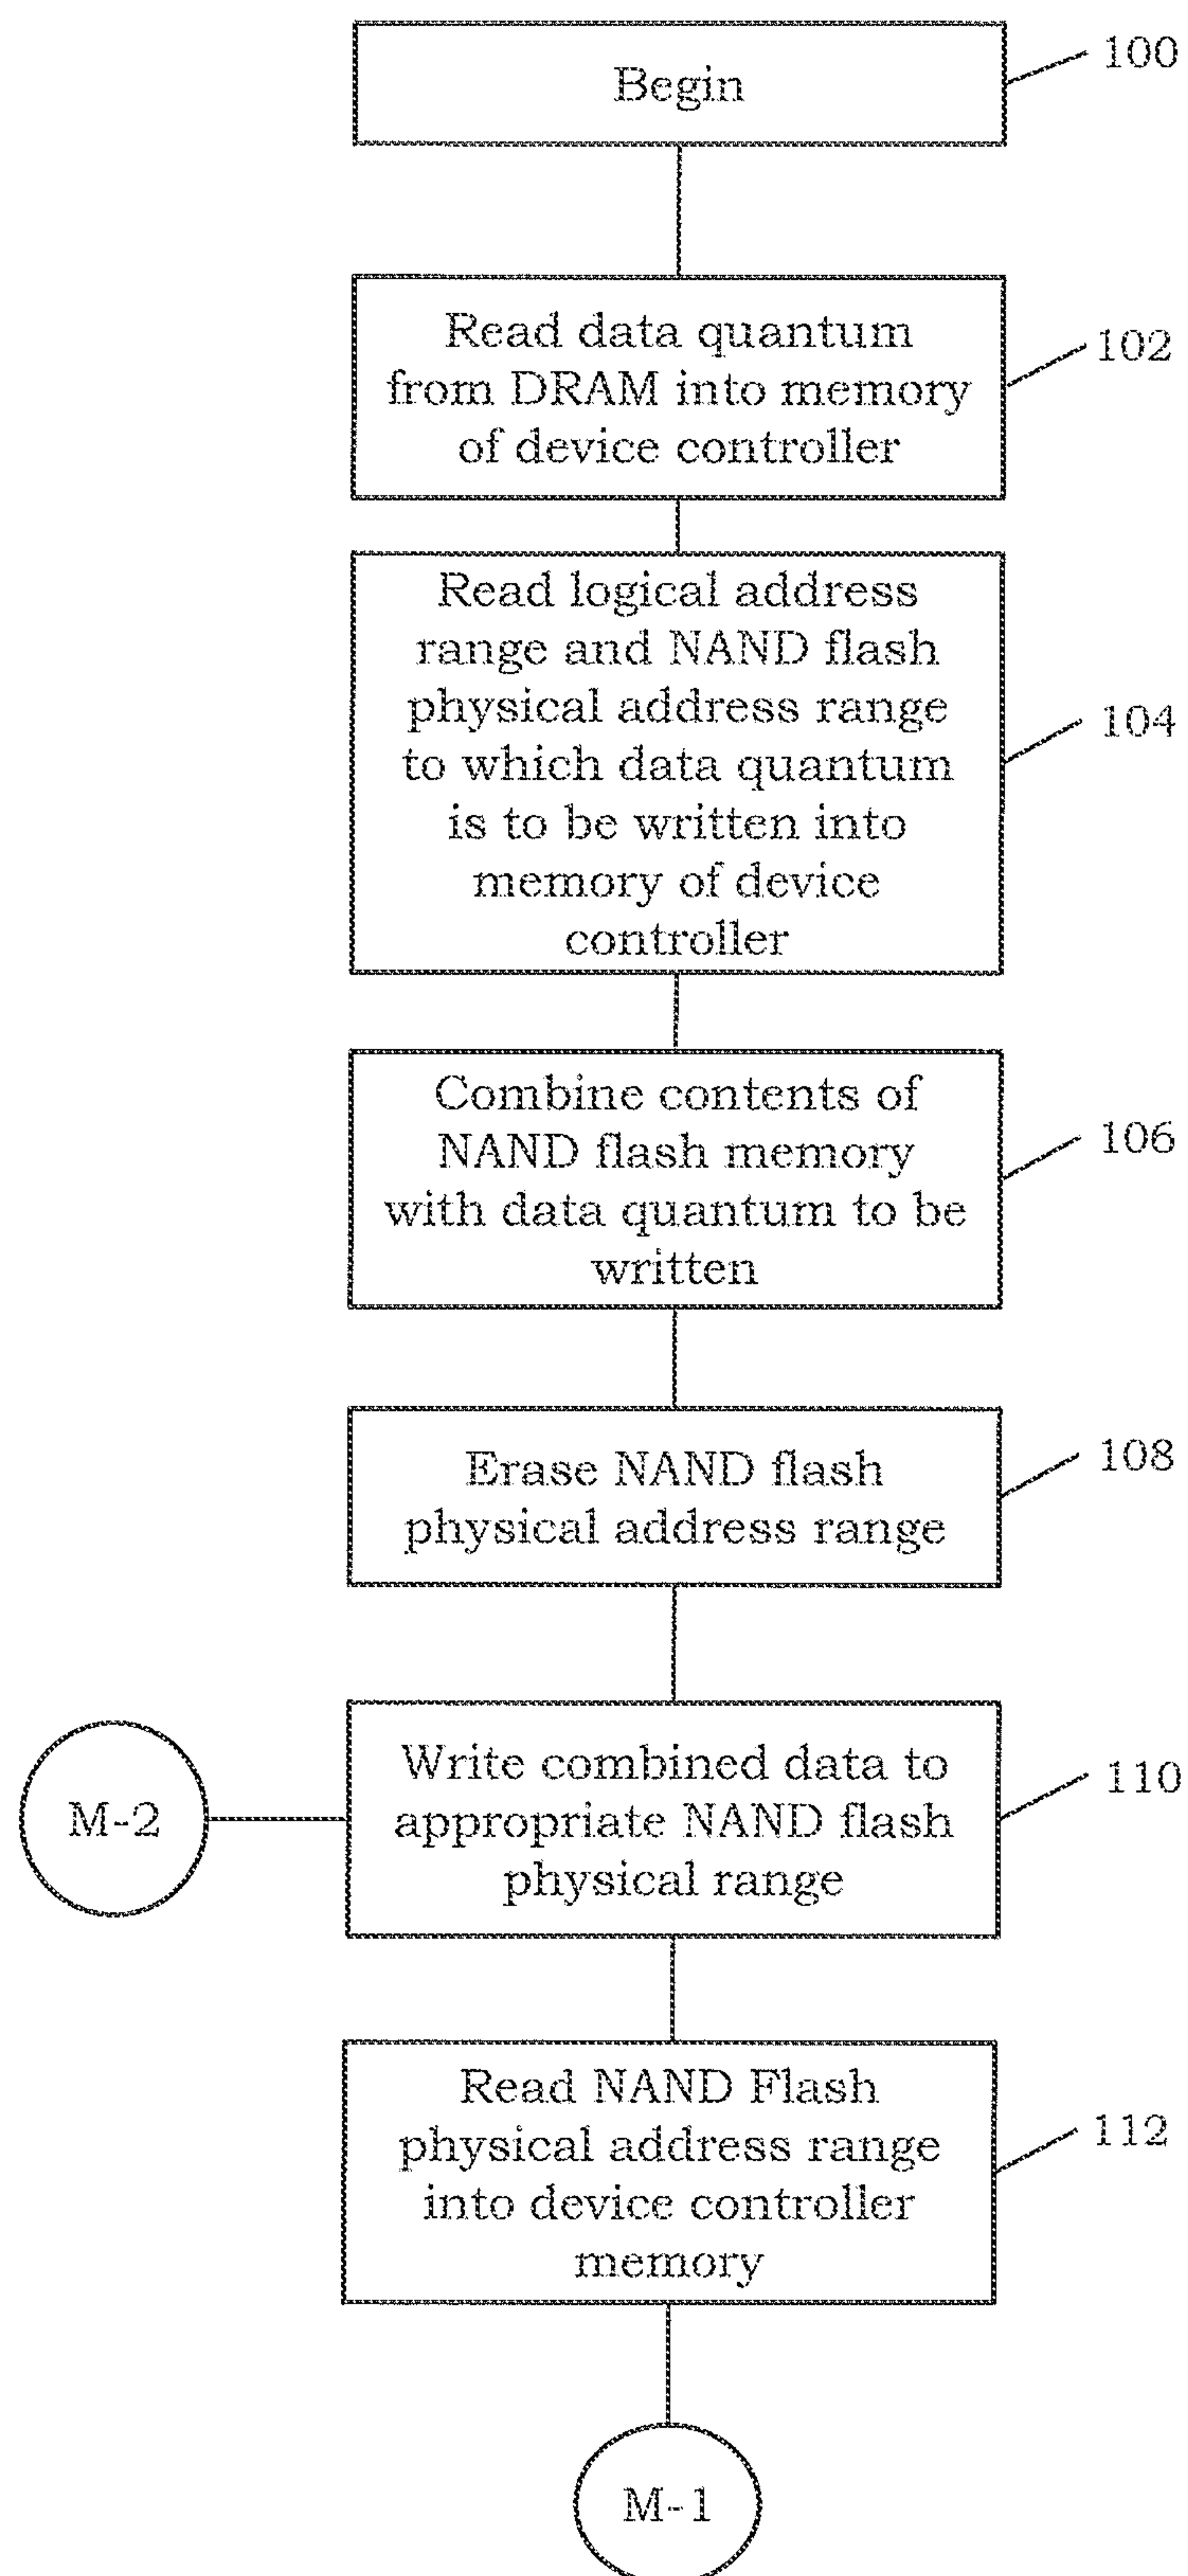 Begin
100
Read data quantum
from DRAM into memory
of device controller
102
Read logical address
range and NAND flash
physical address range
to which data quantum
is to be written into
memory of device
controller
104
Combine contents of
NAND flash memory
with data quantum to be
written
106
Erase NAND flash
physical address range
108
M-2
Write combined data to
appropriate NAND flash
physical range
110
Read NAND Flash
physical address range
into device controller
memory
112
M-1